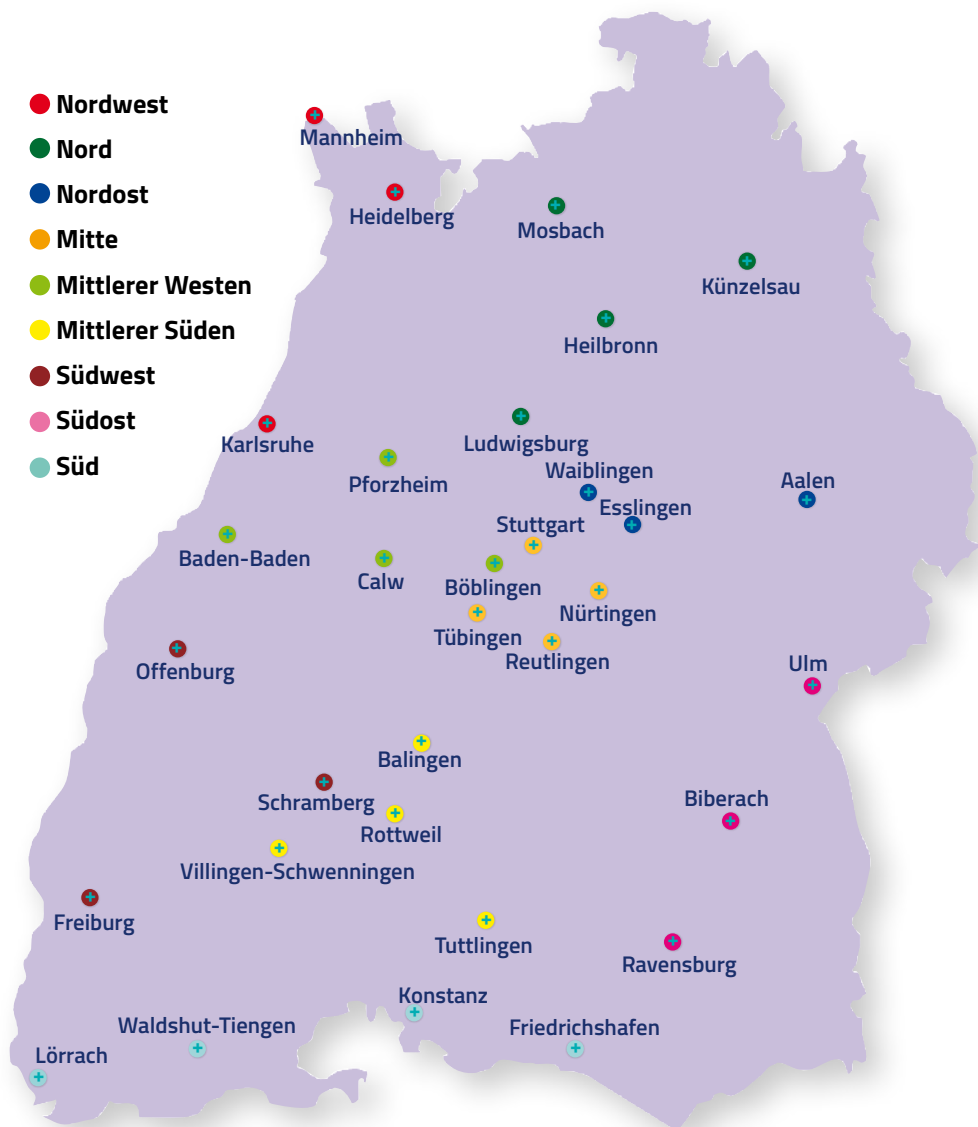 Nordwest
Nord
Nordost
Mitte
Mittlerer Westen
Mittlerer Süden
Südwest
Südost
Süd
Mannheim
Heidelberg
Mosbach
Künzelsau
Heilbronn
Karlsruhe
Ludwigsburg
Pforzheim
Waiblingen
Aalen
Esslingen
Stuttgart
Baden-Baden
Calw
Böblingen
Nürtingen
Tübingen
Reutlingen
Offenburg
Ulm
Balingen
Schramberg
Biberach
Rottweil
Villingen-Schwenningen
Freiburg
Tuttlingen
Ravensburg
Konstanz
Waldshut-Tiengen
Friedrichshafen
Lörrach